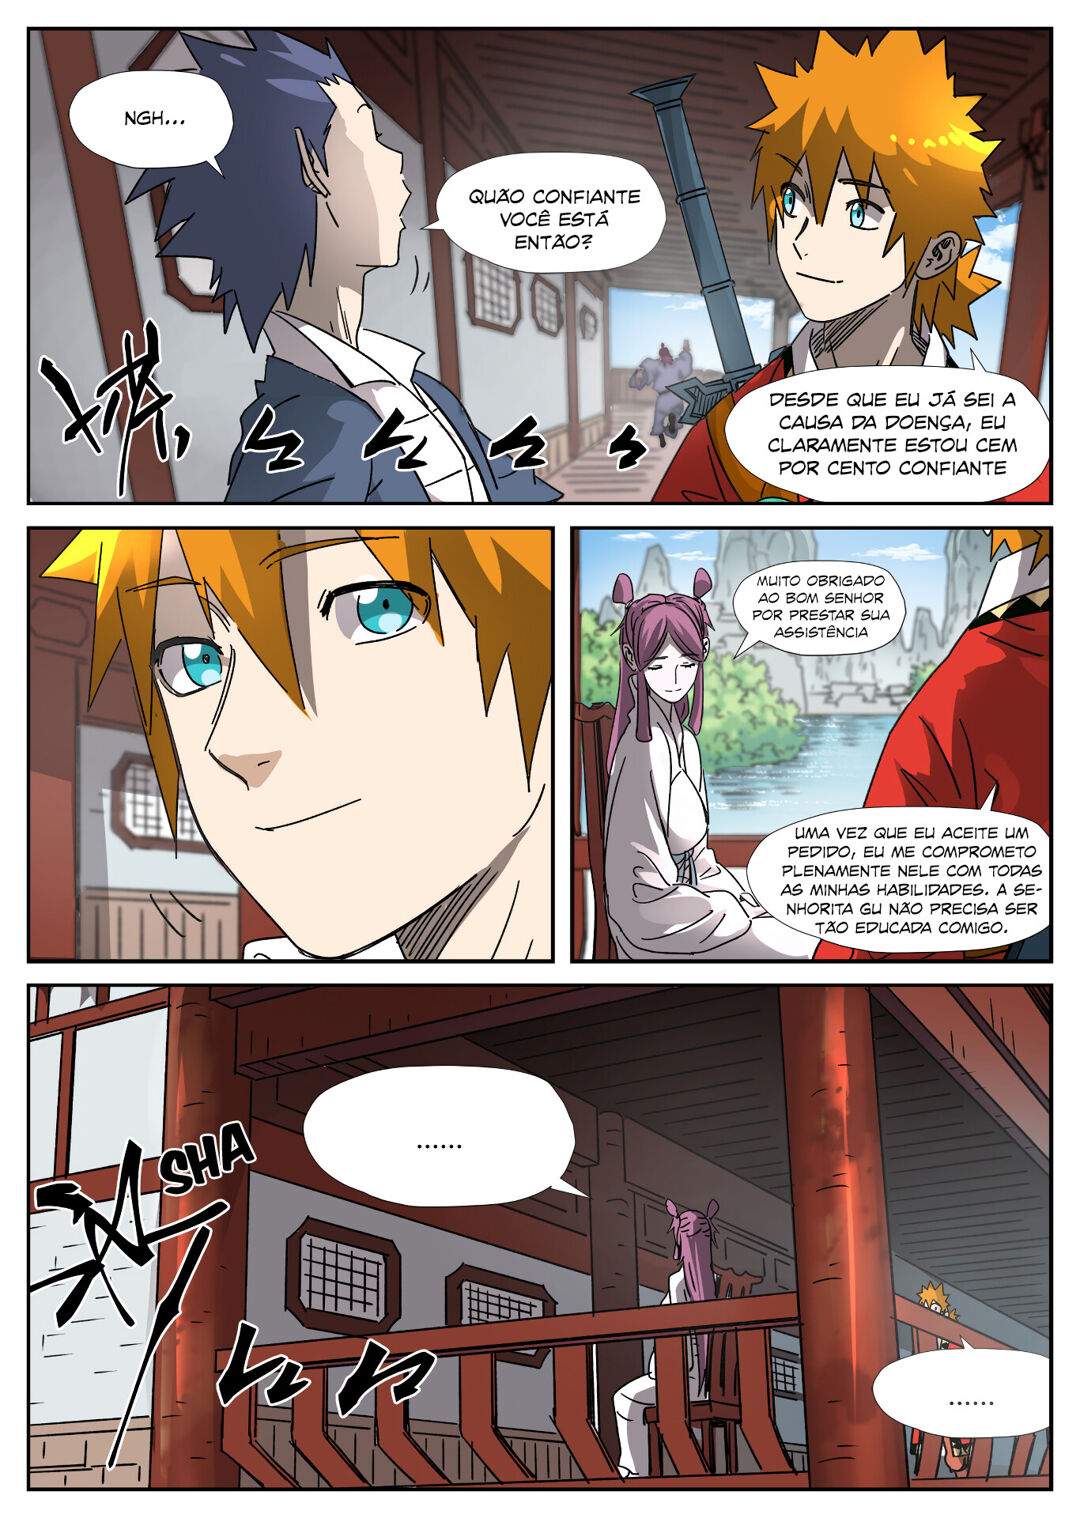 NGH...
QUÃO CONFIANTE
VOCÊ ESTÁ
ENTÃO?
DESDE QUE EU JÁ SEI A
CAUSA DA DOENÇA, EU
CLARAMENTE ESTOU CEM
POR CENTO CONFIANTE
MUITO OBRIGADO
AO BOM SENHOR
POR PRESTAR SUA
ASSISTÊNCIA
UMA VEZ QUE EU ACEITE UM
PEDIDO, EU ME COMPROMETO
PLENAMENTE NELE COM TODAS
AS MINHAS HABILIDADES. A SE-
NHORITA GU NÃO PRECISA SER
TÃO EDUCADA COMIGO.
......
SHA
......